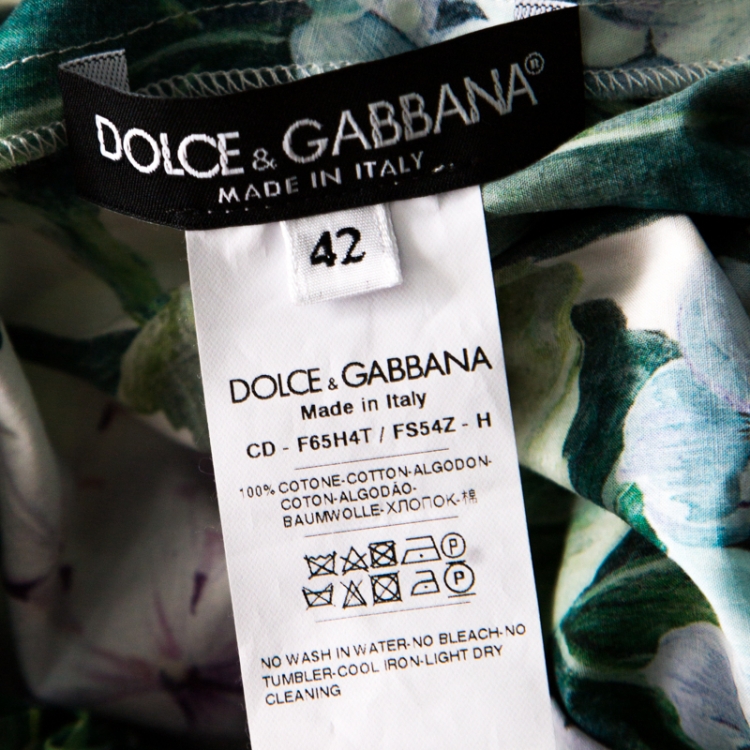 DOLCE & GABBANA®
MADE IN ITALY
42
DOLCE & GABBANA
Made in Italy
CD - F65H4T / FS54Z - H
100% COTONE-COTTON-ALGODON-
COTON-ALGODÃO-
BAUMWOLLE-ХЛОПОК-棉
P
P
NO WASH IN WATER-NO BLEACH-NO
TUMBLER-COOL IRON-LIGHT DRY
CLEANING